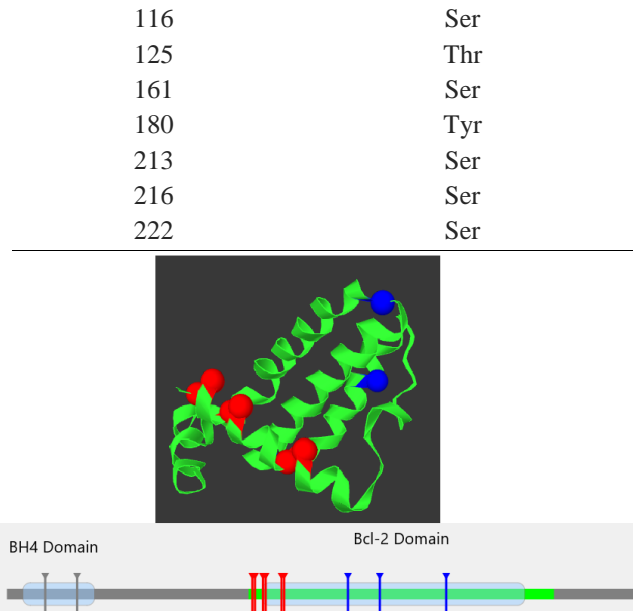 116 Ser
125 Thr
161 Ser
180 Tyr
213 Ser
216 Ser
222 Ser
BH4 Domain
Bcl-2 Domain